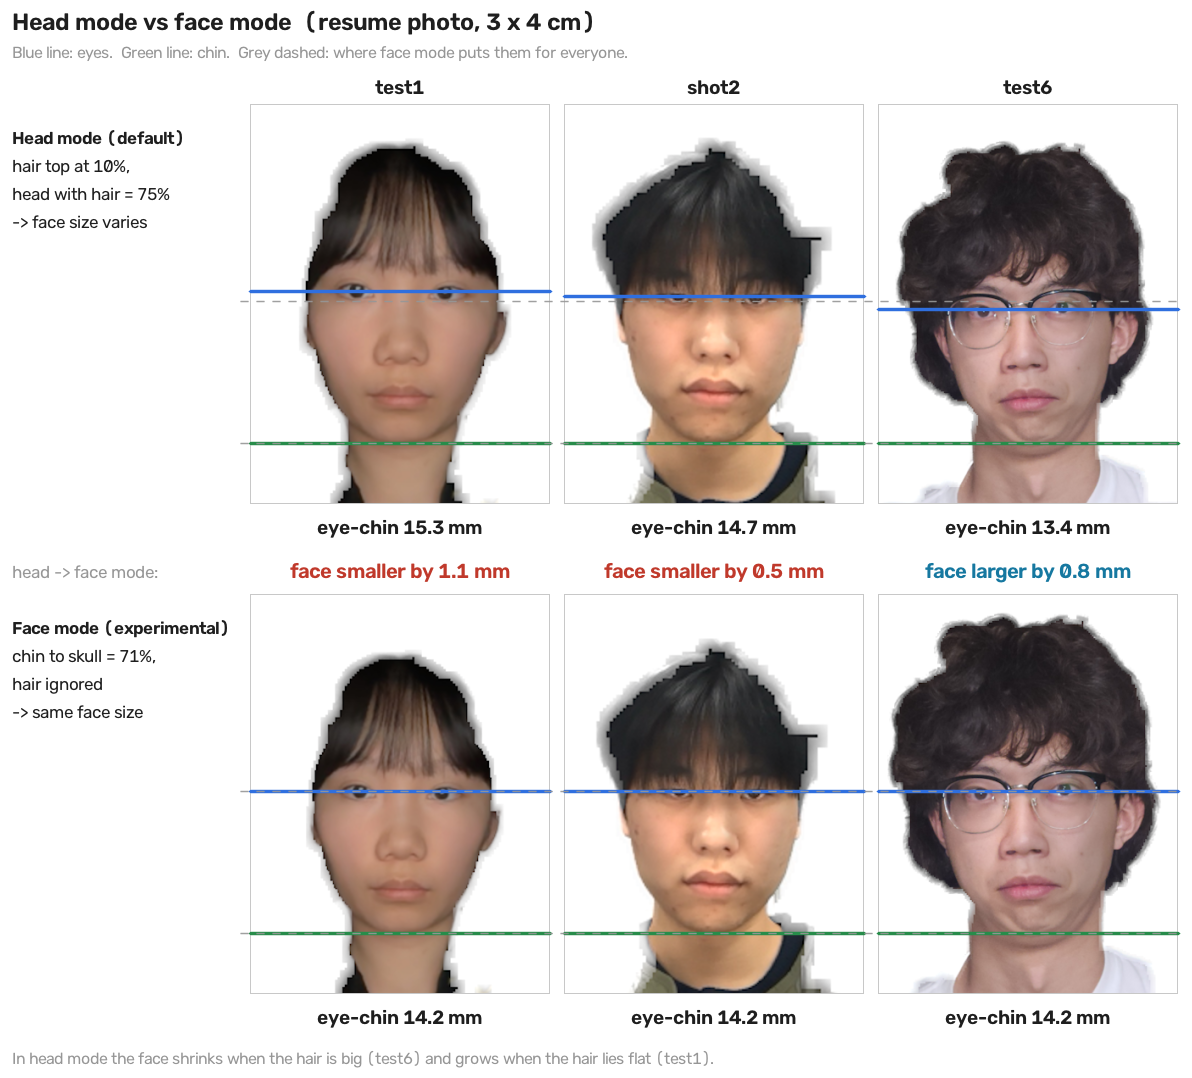 Head mode vs face mode (resume photo, 3 x 4 cm)
Blue line: eyes. Green line: chin. Grey dashed: where face mode puts them for everyone.
test1 shot2 test6
Head mode (default)
hair top at 10%,
head with hair = 75%
-> face size varies
eye-chin 15.3 mm eye-chin 14.7 mm eye-chin 13.4 mm
head -> face mode: face smaller by 1.1 mm face smaller by 0.5 mm face larger by 0.8 mm
Face mode (experimental)
chin to skull = 71%,
hair ignored
-> same face size
eye-chin 14.2 mm eye-chin 14.2 mm eye-chin 14.2 mm
In head mode the face shrinks when the hair is big (test6) and grows when the hair lies flat (test1).